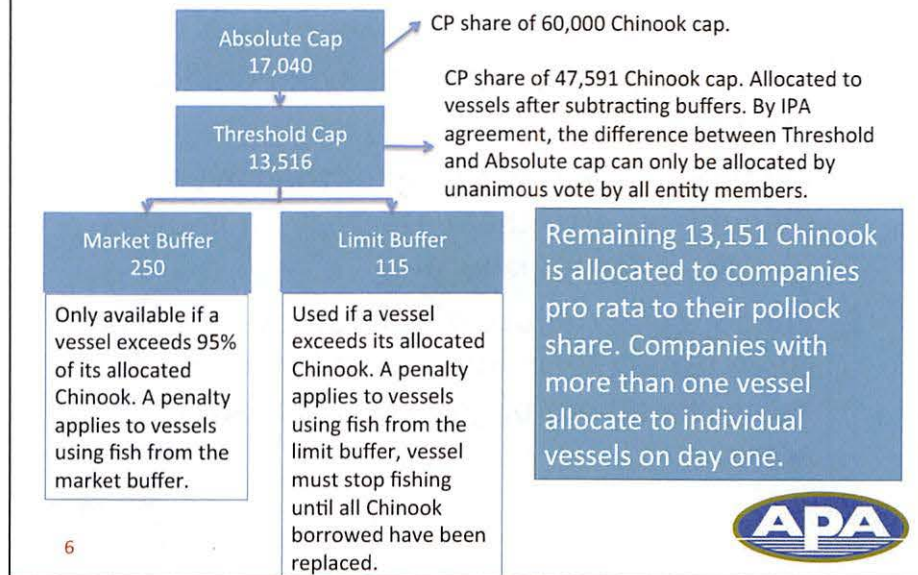 Absolute Cap
17,040
CP share of 60,000 Chinook cap.
CP share of 47,591 Chinook cap. Allocated to
vessels after subtracting buffers. By IPA
agreement, the difference between Threshold
and Absolute cap can only be allocated by
unanimous vote by all entity members.
Threshold Cap
13,516
Market Buffer
250
Only available if a
vessel exceeds 95%
of its allocated
Chinook. A penalty
applies to vessels
using fish from the
market buffer.
Limit Buffer
115
Used if a vessel
exceeds its allocated
Chinook. A penalty
applies to vessels
using fish from the
limit buffer, vessel
must stop fishing
until all Chinook
borrowed have been
replaced.
Remaining 13,151 Chinook
is allocated to companies
pro rata to their pollock
share. Companies with
more than one vessel
allocate to individual
vessels on day one.
APA
6